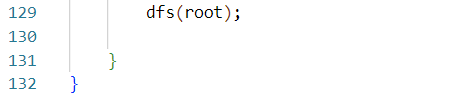 129 dfs(root);
130
131 }
132 }